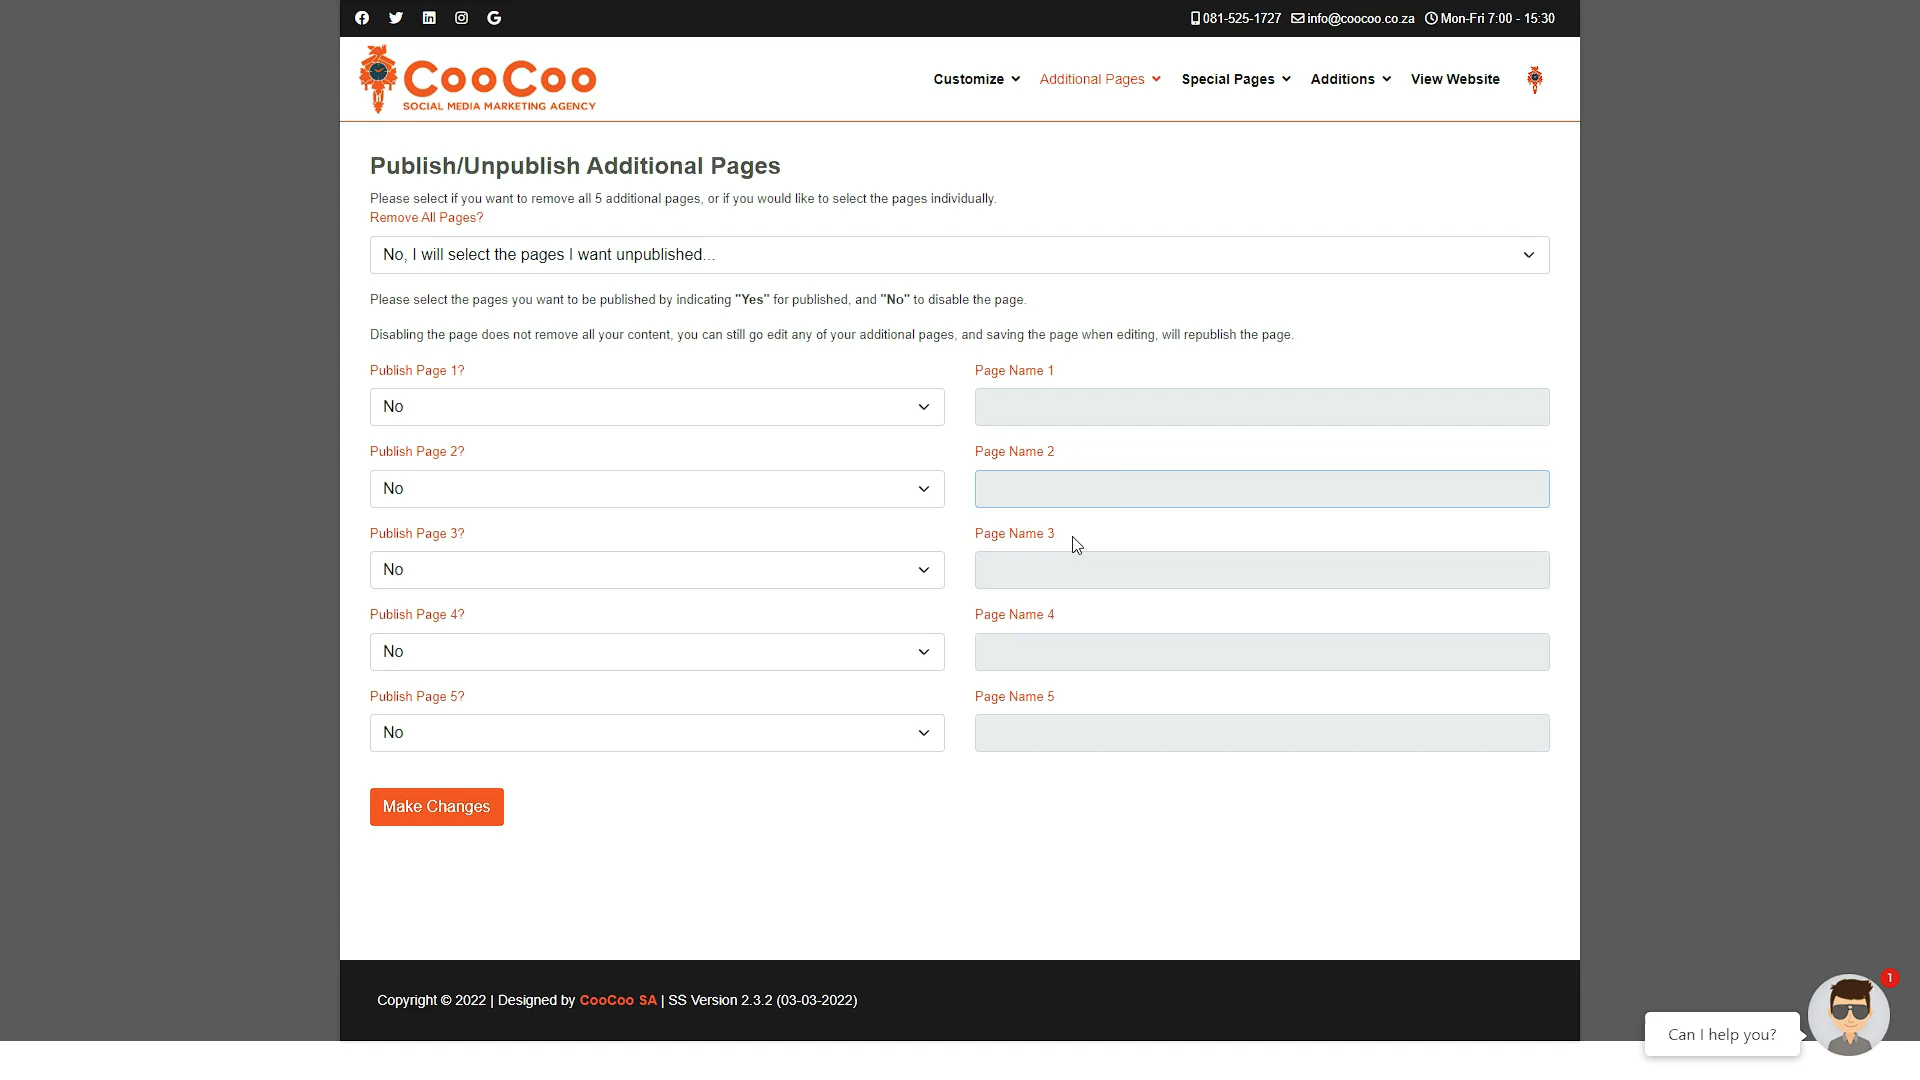 081-525-1727 info@coocoo.co.za Mon-Fri 7:00 - 15:30
CooCoo
SOCIAL MEDIA MARKETING AGENCY
Customize Additional Pages Special Pages Additions View Website
Publish/Unpublish Additional Pages
Please select if you want to remove all 5 additional pages, or if you would like to select the pages individually.
Remove All Pages?
No, I will select the pages I want unpublished...
Please select the pages you want to be published by indicating "Yes" for published, and "No" to disable the page.
Disabling the page does not remove all your content, you can still go edit any of your additional pages, and saving the page when editing, will republish the page.
Publish Page 1? Page Name 1
No
Publish Page 2? Page Name 2
No
Publish Page 3? Page Name 3
No
Publish Page 4? Page Name 4
No
Publish Page 5? Page Name 5
No
Make Changes
Copyright © 2022 | Designed by CooCoo SA | SS Version 2.3.2 (03-03-2022)
1
Can I help you?